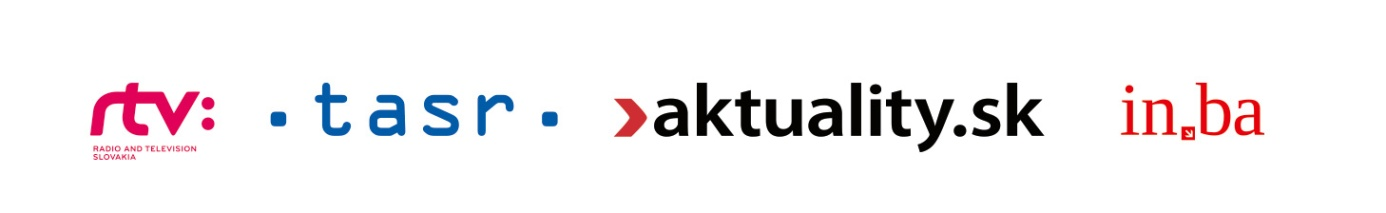 rtv:
RADIO AND TELEVISION
SLOVAKIA
.tasr.
aktuality.sk
in.ba